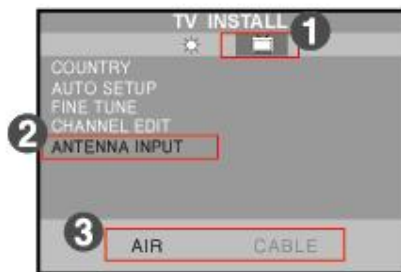 TV INSTALL
1
COUNTRY
AUTO SETUP
FINE TUNE
CHANNEL EDIT
2 ANTENNA INPUT
3 AIR CABLE